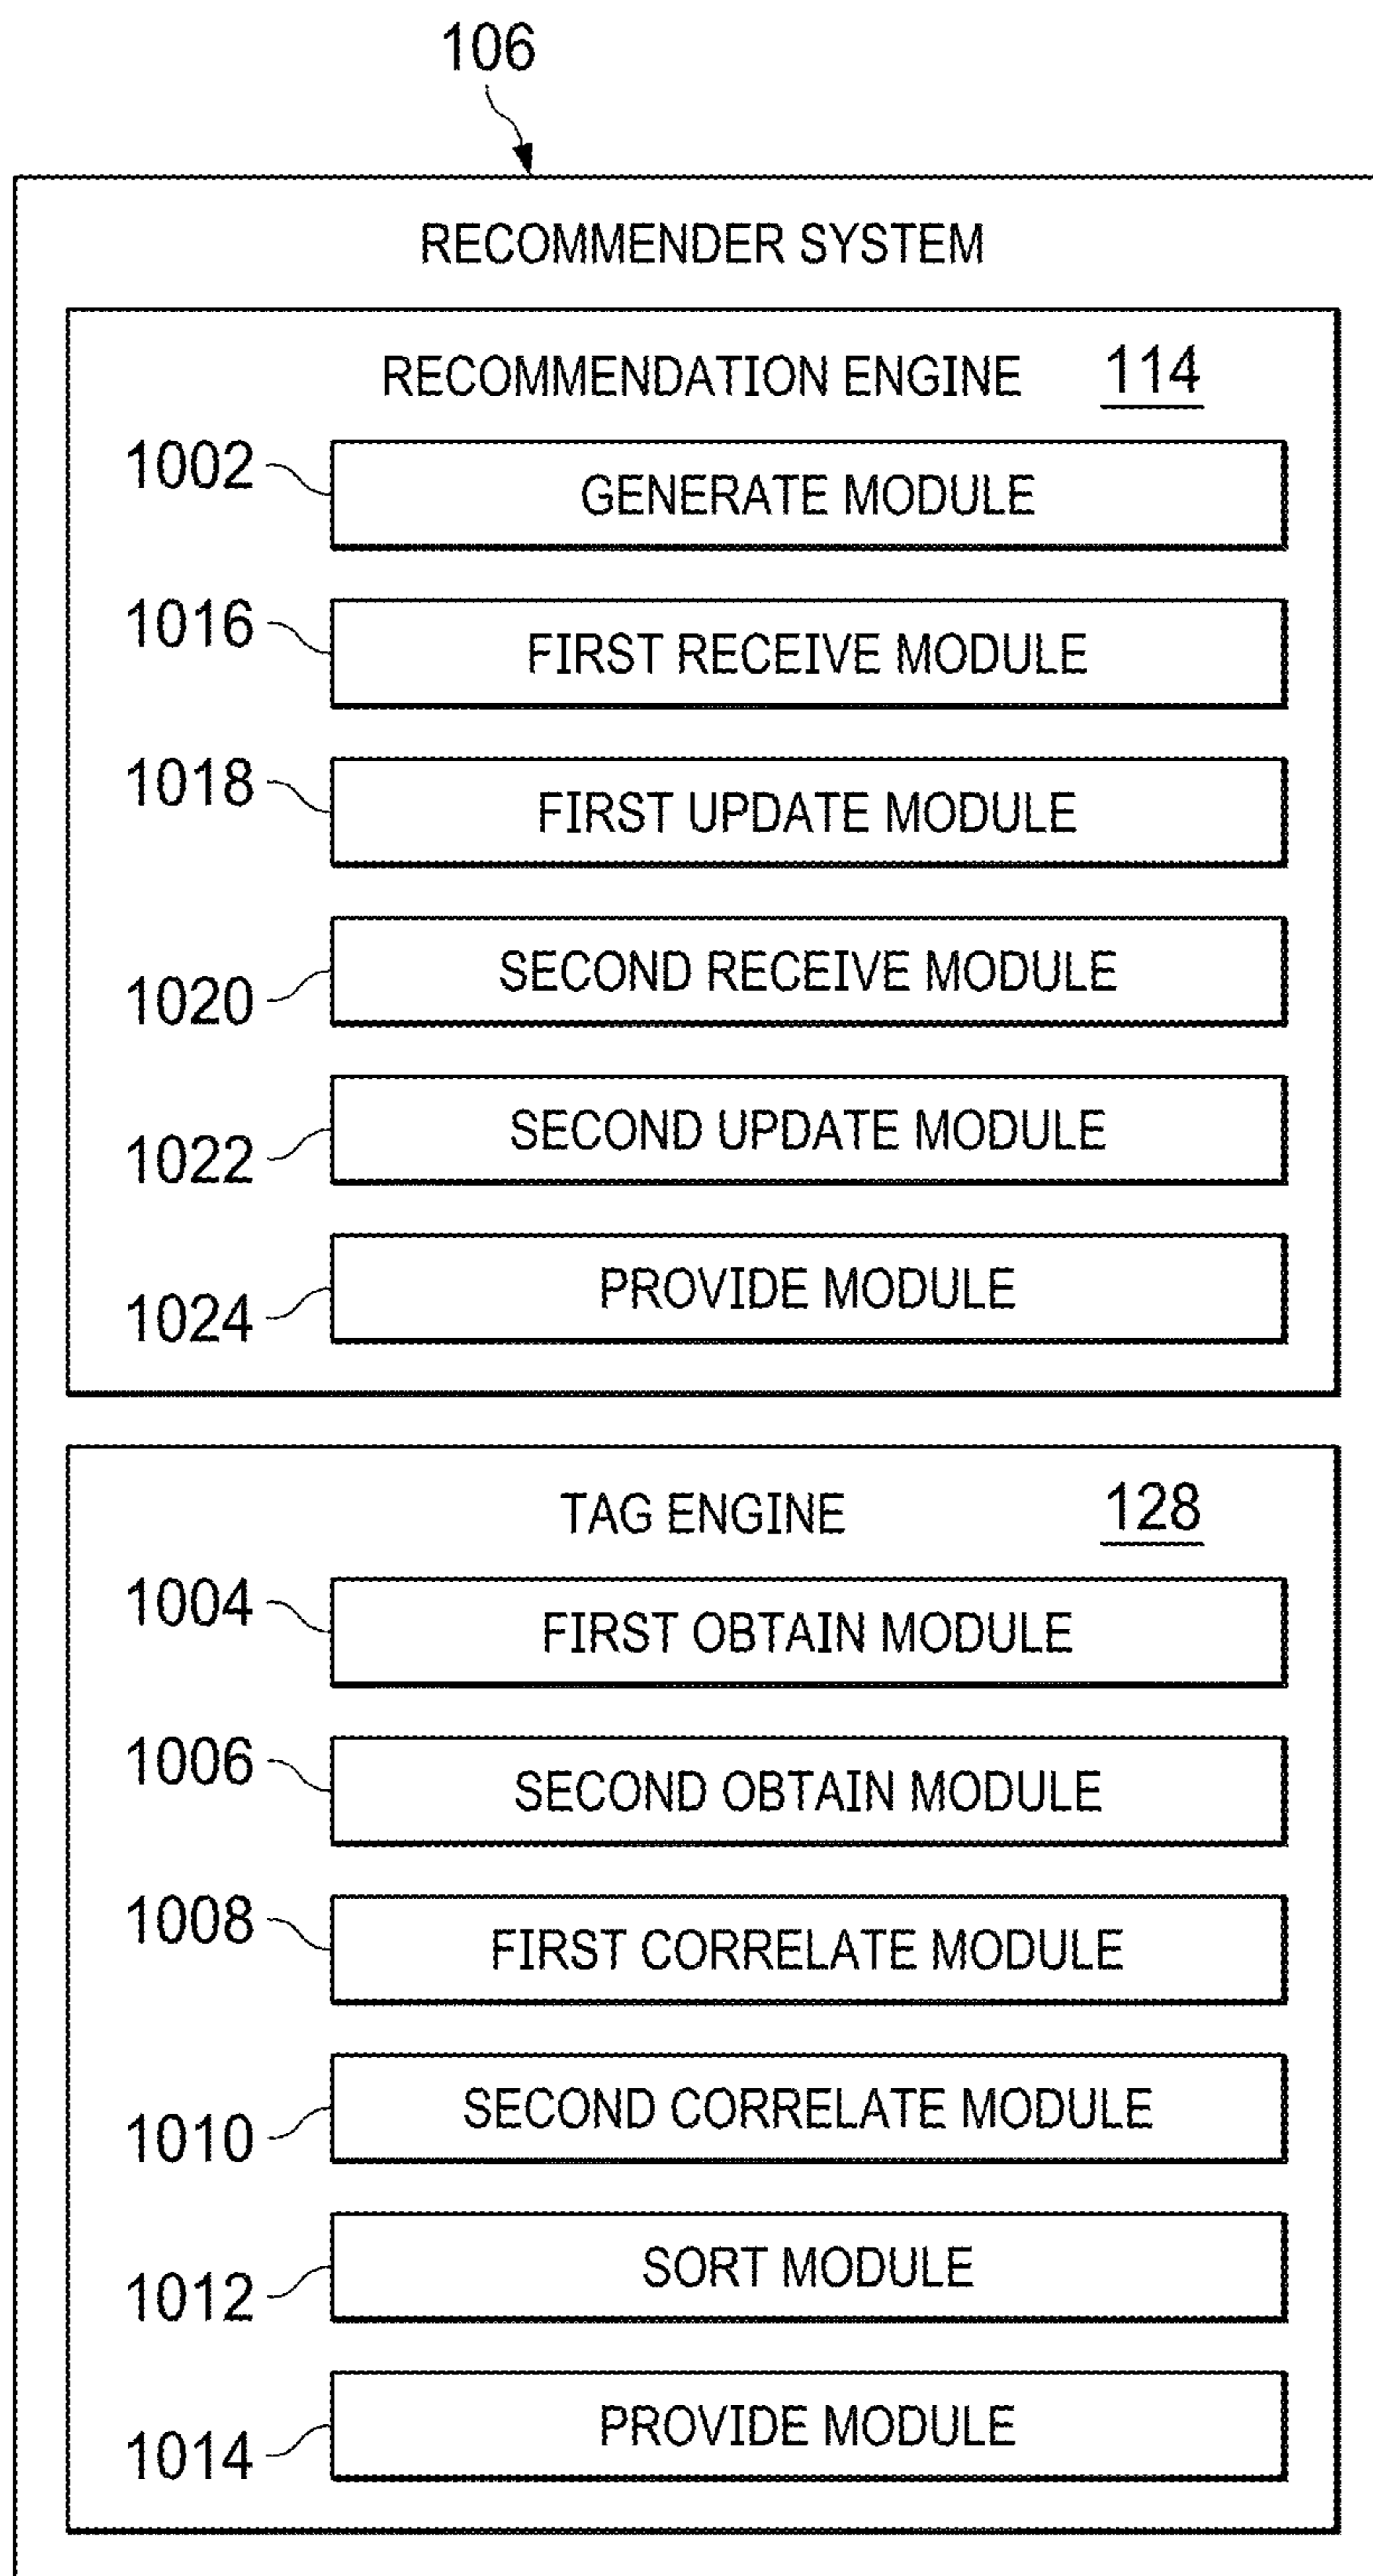 106
RECOMMENDER SYSTEM
RECOMMENDATION ENGINE 114
1002 GENERATE MODULE
1016 FIRST RECEIVE MODULE
1018 FIRST UPDATE MODULE
1020 SECOND RECEIVE MODULE
1022 SECOND UPDATE MODULE
1024 PROVIDE MODULE
TAG ENGINE 128
1004 FIRST OBTAIN MODULE
1006 SECOND OBTAIN MODULE
1008 FIRST CORRELATE MODULE
1010 SECOND CORRELATE MODULE
1012 SORT MODULE
1014 PROVIDE MODULE